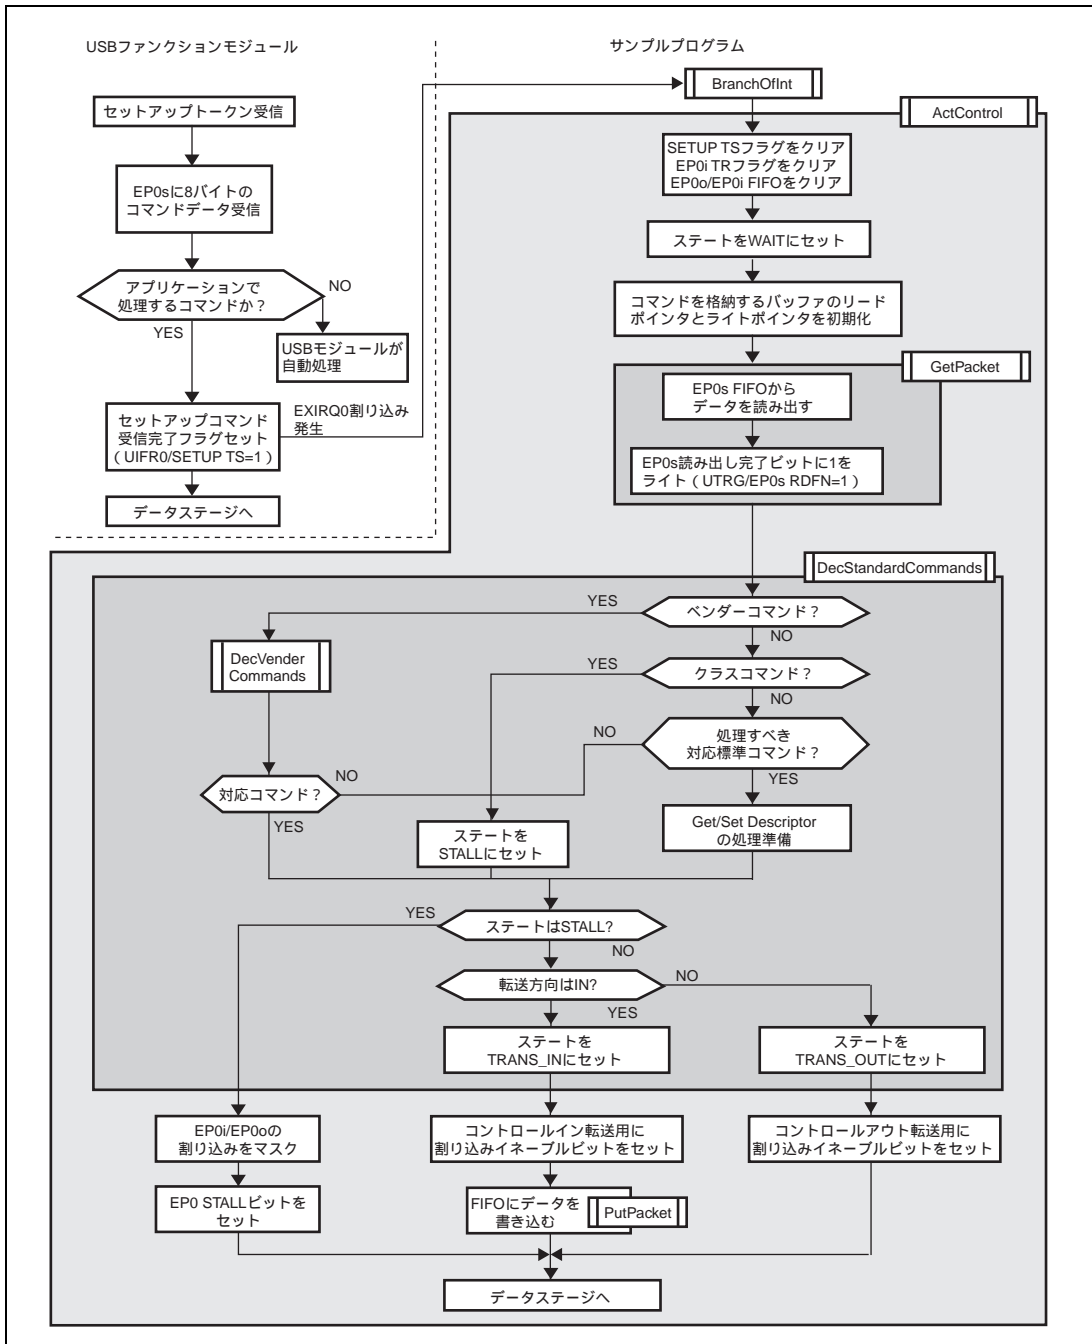 USBファンクションモジュール
サンプルプログラム
セットアップトークン受信
EP0sに8バイトの
コマンドデータ受信
アプリケーションで
処理するコマンドか？
NO
YES
USBモジュールが
自動処理
セットアップコマンド
受信完了フラグセット
（UIFR0/SETUP TS=1）
EXIRQ0割り込み
発生
データステージへ
BranchOfInt
ActControl
SETUP TSフラグをクリア
EP0i TRフラグをクリア
EP0o/EP0i FIFOをクリア
ステートをWAITにセット
コマンドを格納するバッファのリード
ポインタとライトポインタを初期化
GetPacket
EP0s FIFOから
データを読み出す
EP0s読み出し完了ビットに1を
ライト（UTRG/EP0s RDFN=1）
DecStandardCommands
YES
ベンダーコマンド？
NO
DecVender
Commands
YES
クラスコマンド？
NO
NO
処理すべき
対応標準コマンド？
YES
対応コマンド？
NO
YES
ステートを
STALLにセット
Get/Set Descriptor
の処理準備
YES
ステートはSTALL?
NO
転送方向はIN?
NO
YES
ステートを
TRANS_INにセット
ステートを
TRANS_OUTにセット
EP0i/EP0oの
割り込みをマスク
コントロールイン転送用に
割り込みイネーブルビットをセット
コントロールアウト転送用に
割り込みイネーブルビットをセット
EP0 STALLビットを
セット
FIFOにデータを
書き込む
PutPacket
データステージへ